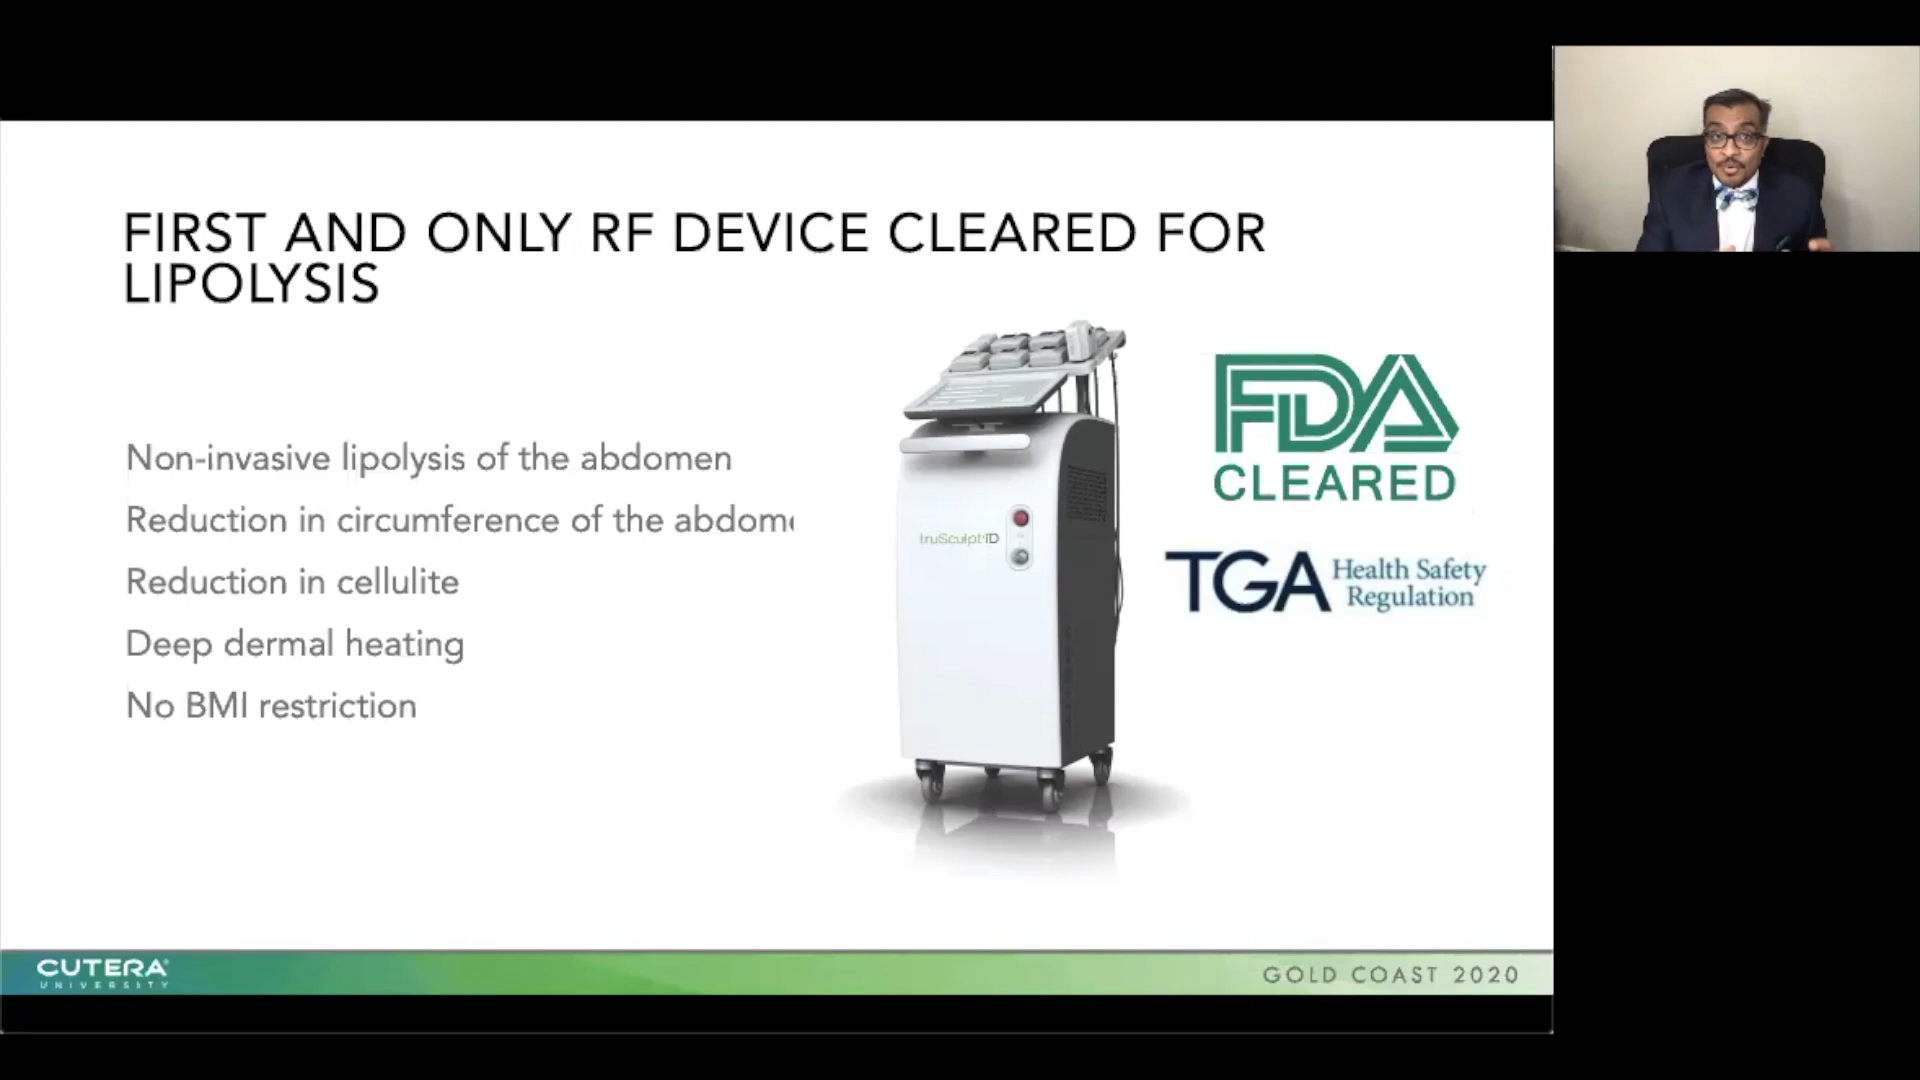 FIRST AND ONLY RF DEVICE CLEARED FOR
LIPOLYSIS
Non-invasive lipolysis of the abdomen
Reduction in circumference of the abdom
Reduction in cellulite
Deep dermal heating
No BMI restriction
truSculpt iD
FDA
CLEARED
TGA Health Safety
Regulation
CUTERA
UNIVERSITY
GOLD COAST 2020